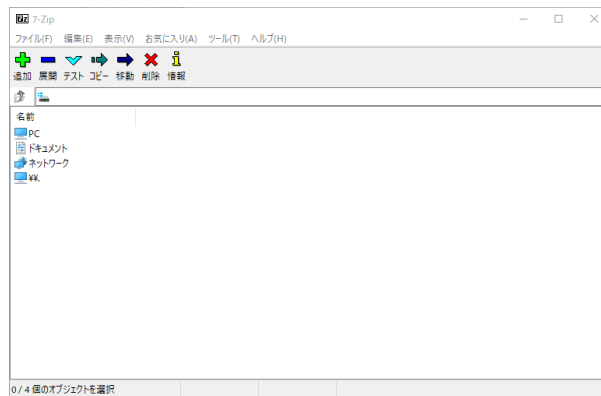 7z 7-Zip
ファイル(F) 編集(E) 表示(V) お気に入り(A) ツール(T) ヘルプ(H)
追加 展開 テスト コピー 移動 削除 情報
名前
PC
ドキュメント
ネットワーク
¥¥.
0 / 4 個のオブジェクトを選択